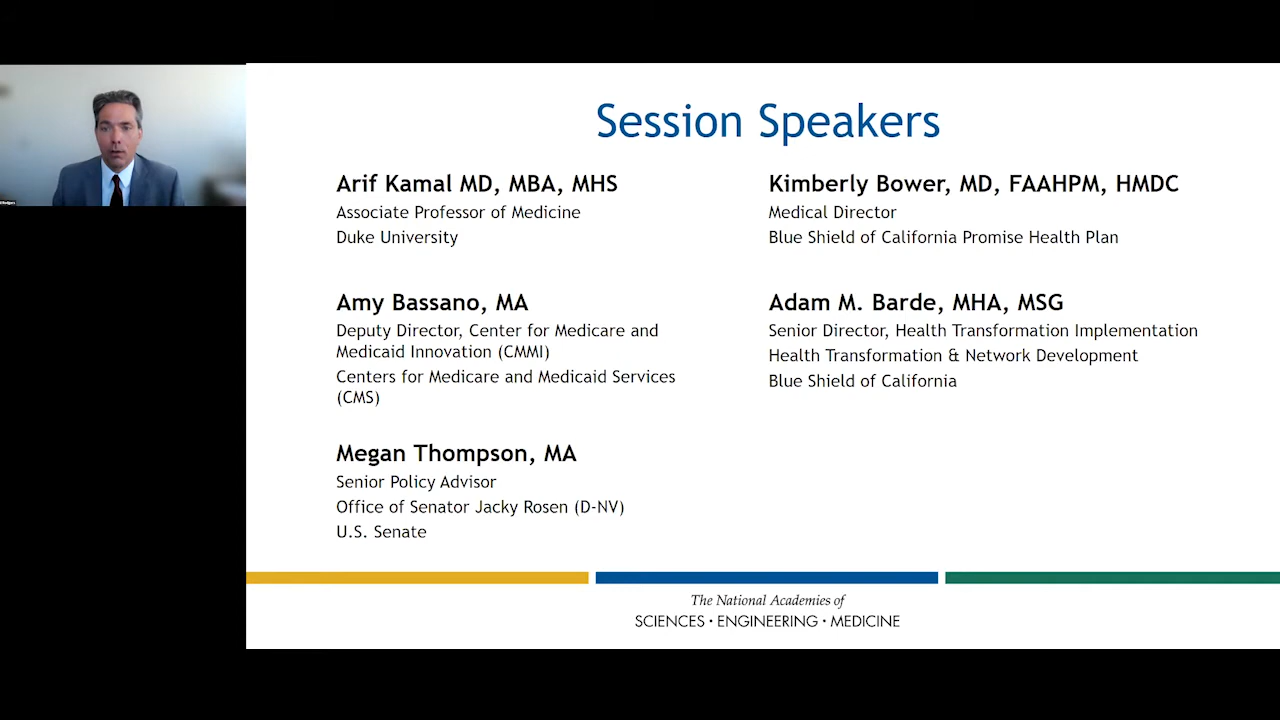 Session Speakers
Arif Kamal MD, MBA, MHS
Associate Professor of Medicine
Duke University
Amy Bassano, MA
Deputy Director, Center for Medicare and
Medicaid Innovation (CMMI)
Centers for Medicare and Medicaid Services
(CMS)
Megan Thompson, MA
Senior Policy Advisor
Office of Senator Jacky Rosen (D-NV)
U.S. Senate
Kimberly Bower, MD, FAAHPM, HMDC
Medical Director
Blue Shield of California Promise Health Plan
Adam M. Barde, MHA, MSG
Senior Director, Health Transformation Implementation
Health Transformation & Network Development
Blue Shield of California
The National Academies of
SCIENCES · ENGINEERING · MEDICINE